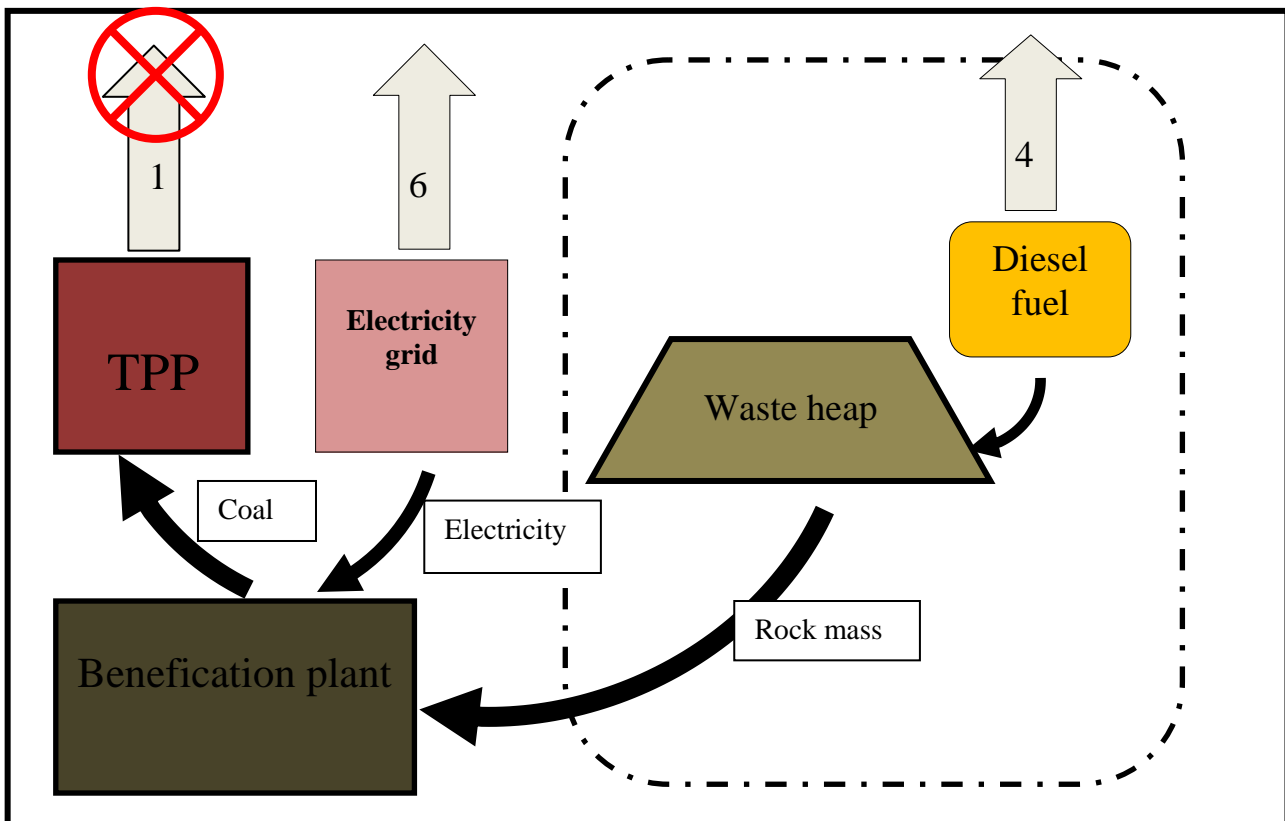 1
6
4
Diesel
fuel
Electricity
grid
TPP
Waste heap
Coal
Electricity
Rock mass
Benefication plant